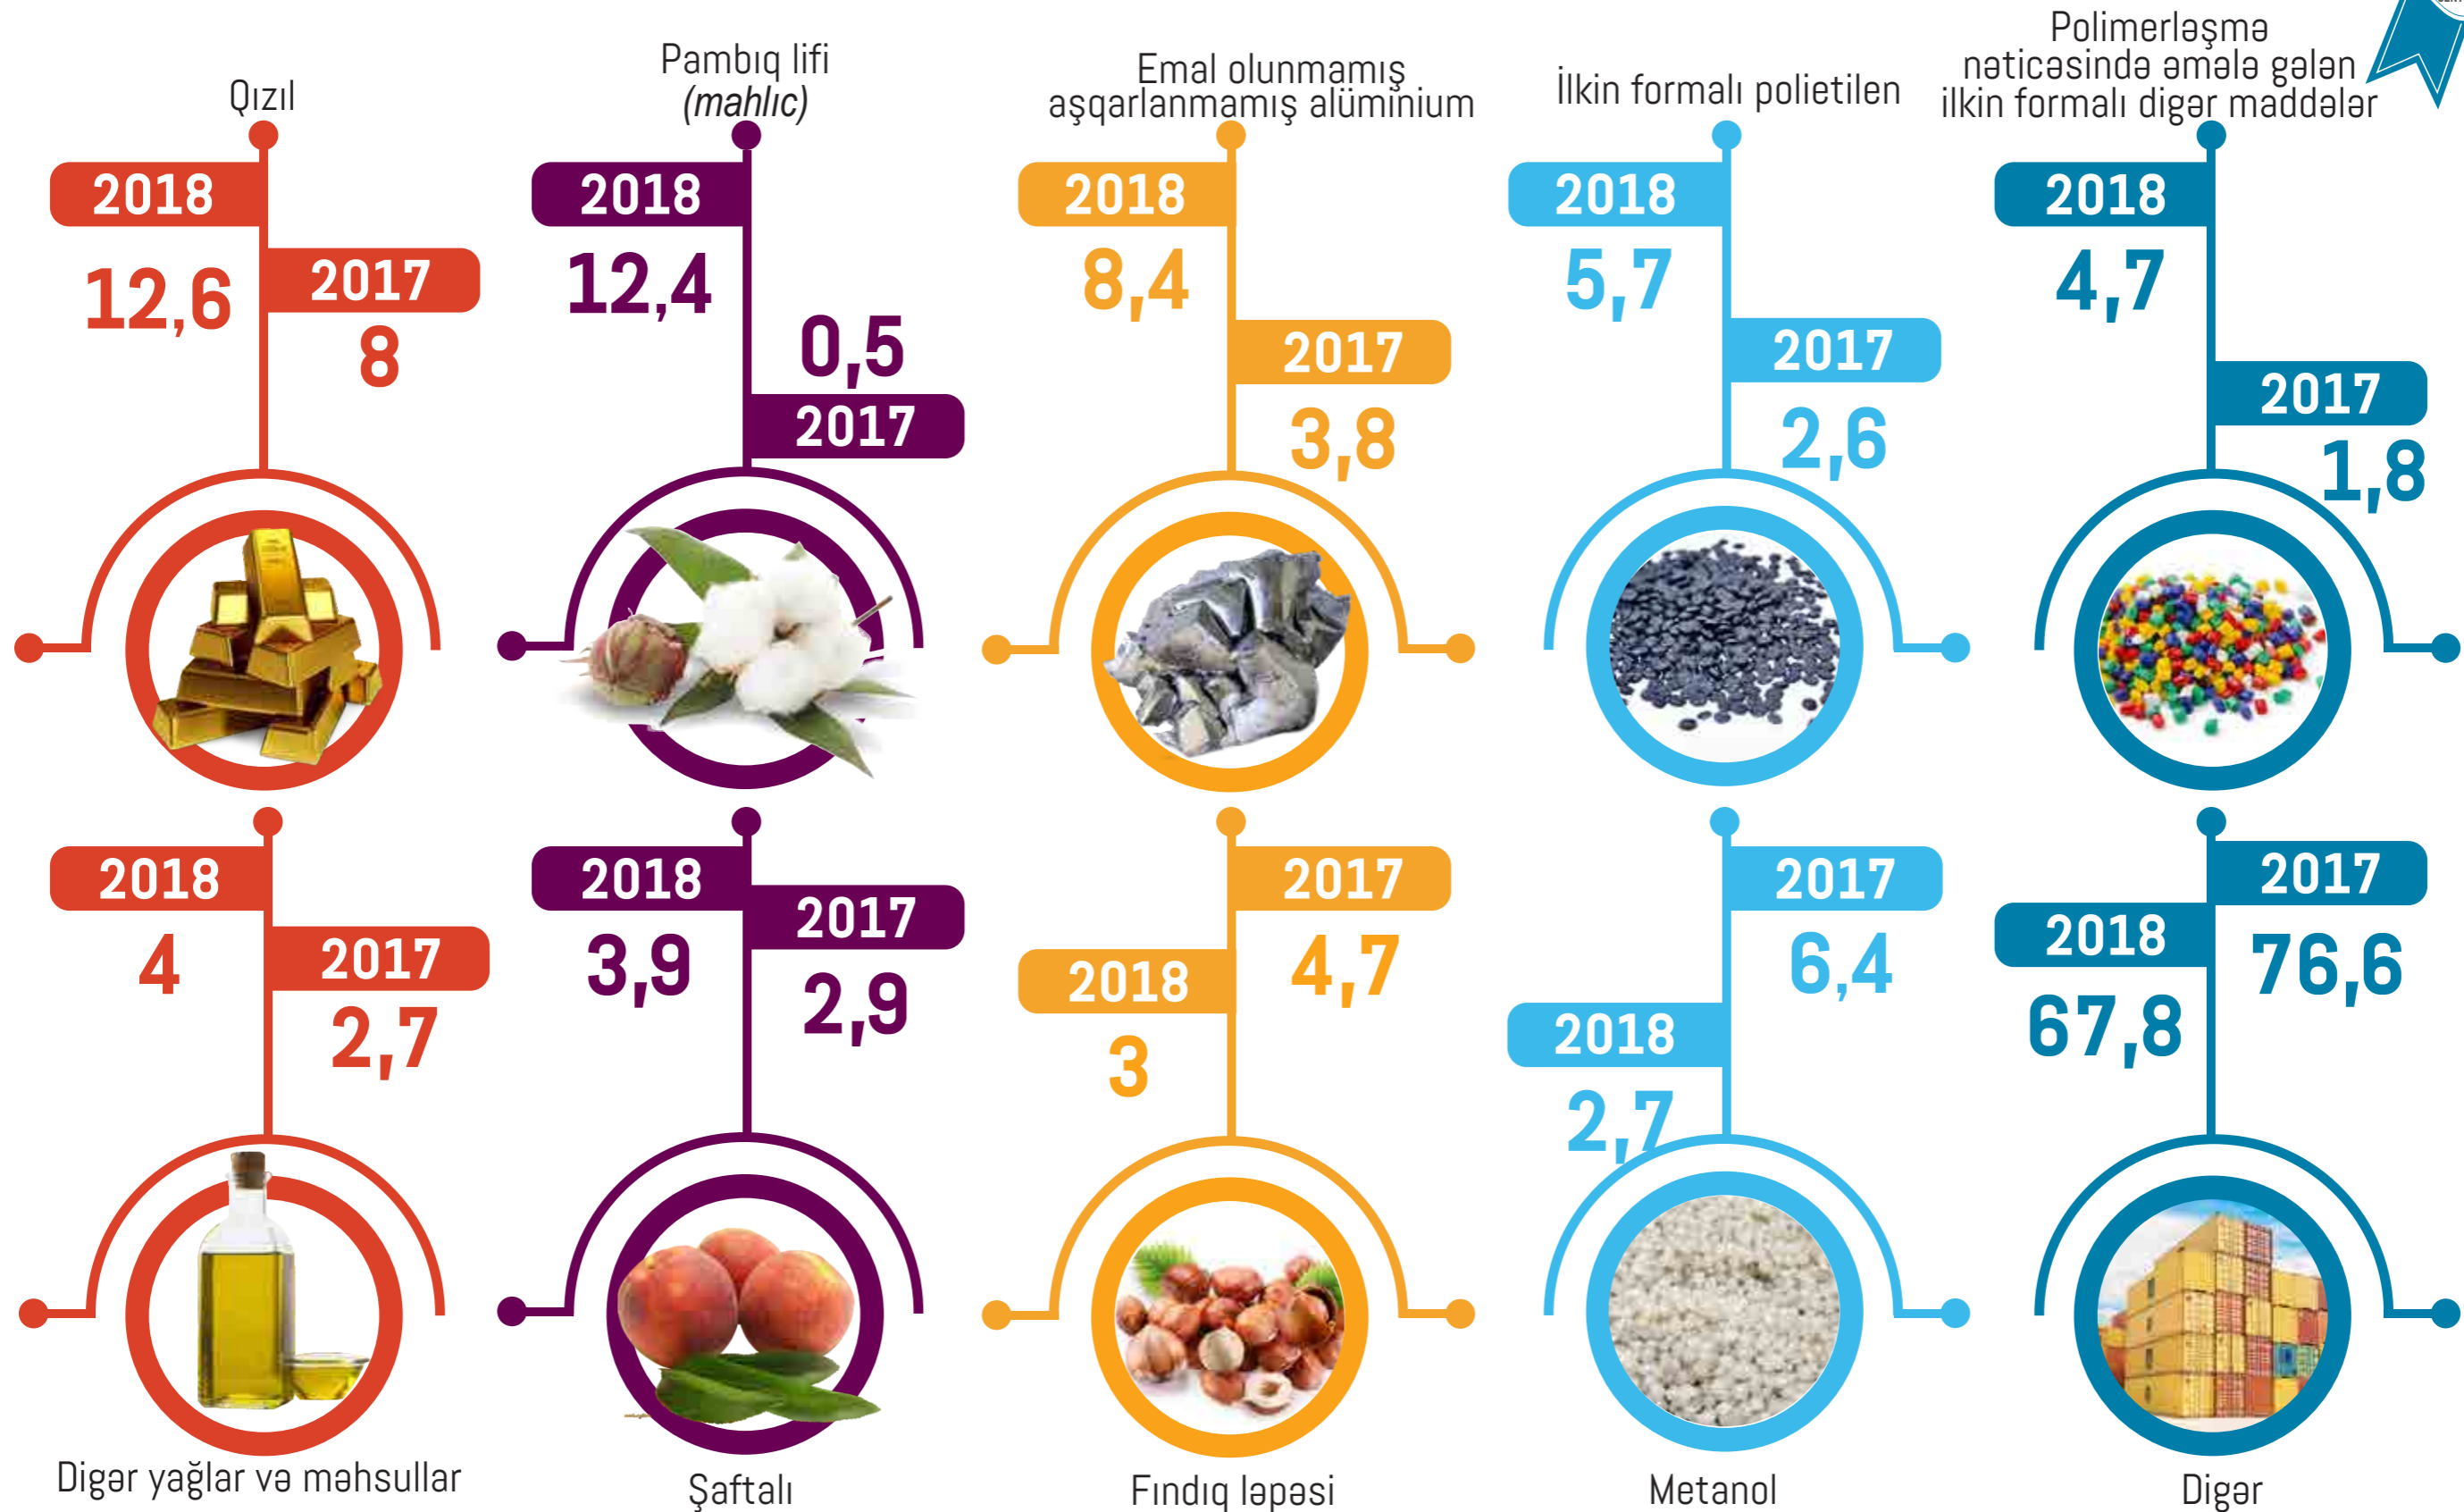 Qızıl
2018
12,6
2017
8
Pambıq lifi
(mahlıc)
2018
12,4
0,5
2017
Emal olunmamış
aşqarlanmamış alüminium
2018
8,4
2017
3,8
İlkin formalı polietilen
2018
5,7
2017
2,6
Polimerləşmə
nəticəsində əmələ gələn
ilkin formalı digər maddələr
2018
4,7
2017
1,8
2018
4
2017
2,7
Digər yağlar və məhsullar
2018
3,9
2017
2,9
Şaftalı
2017
4,7
2018
3
Fındıq ləpəsi
2017
6,4
2018
2,7
Metanol
2017
76,6
2018
67,8
Digər